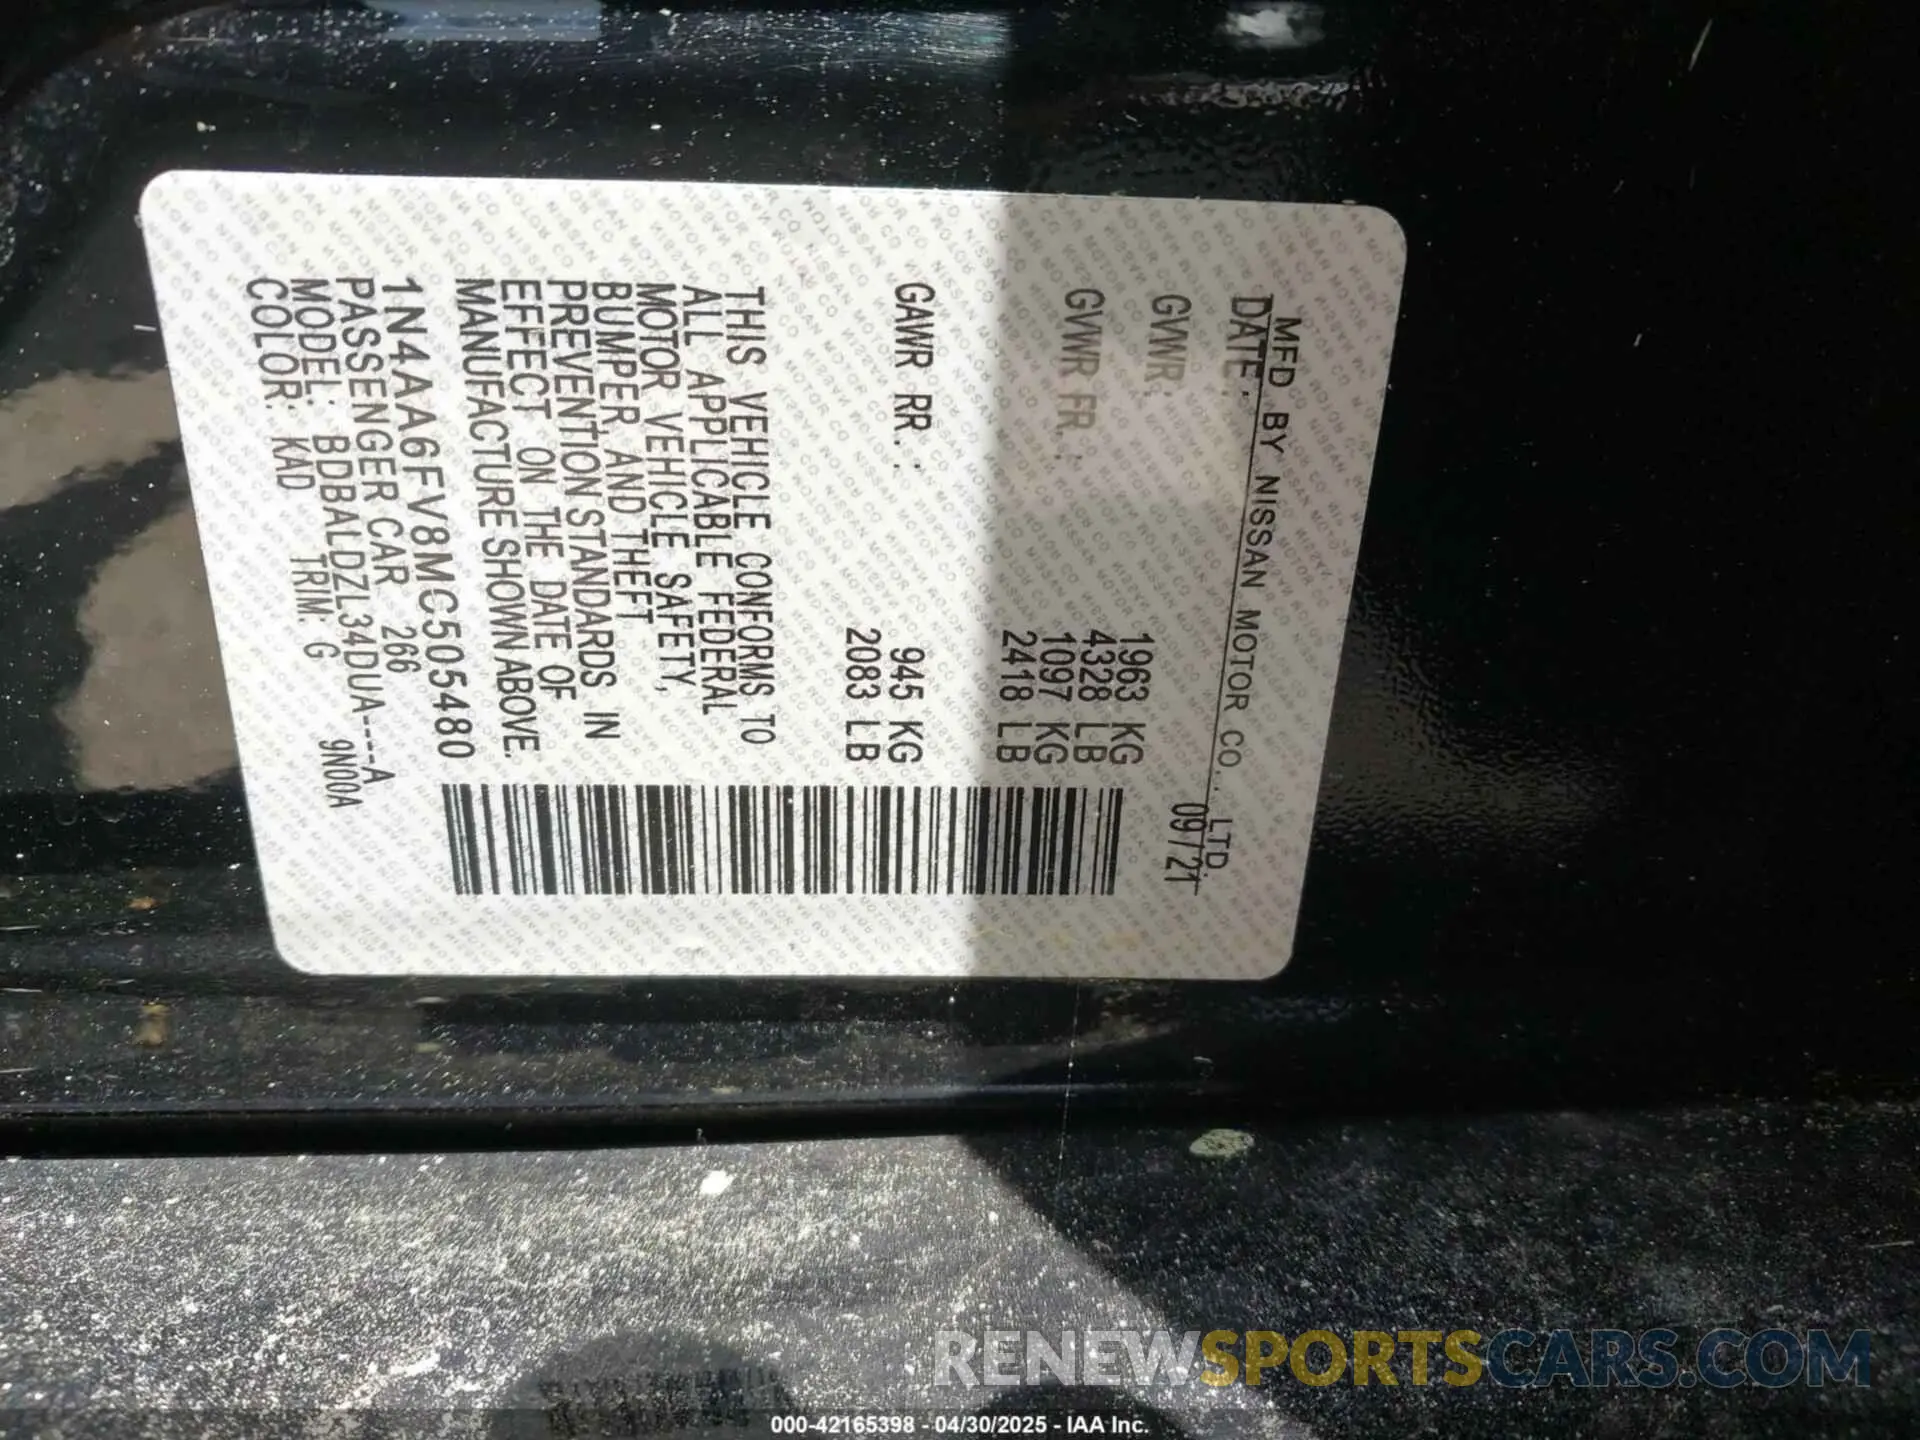 MFD BY NISSAN MOTOR CO., LTD.
DATE: 09/21
GVWR: 1963 KG
4328 LB
GVWR FR.: 1097 KG
2418 LB
GAWR RR.: 945 KG
2083 LB
THIS VEHICLE CONFORMS TO
ALL APPLICABLE FEDERAL
MOTOR VEHICLE SAFETY,
BUMPER, AND THEFT
PREVENTION STANDARDS IN
EFFECT ON THE DATE OF
MANUFACTURE SHOWN ABOVE.
1N4AA6FV8MC505480
PASSENGER CAR 266
MODEL: BDBALDZL34DUA----A
COLOR: KAD TRIM: G 9N00A
RENEWSPORTSCARS.COM
000-42165398 - 04/30/2025 - IAA Inc.